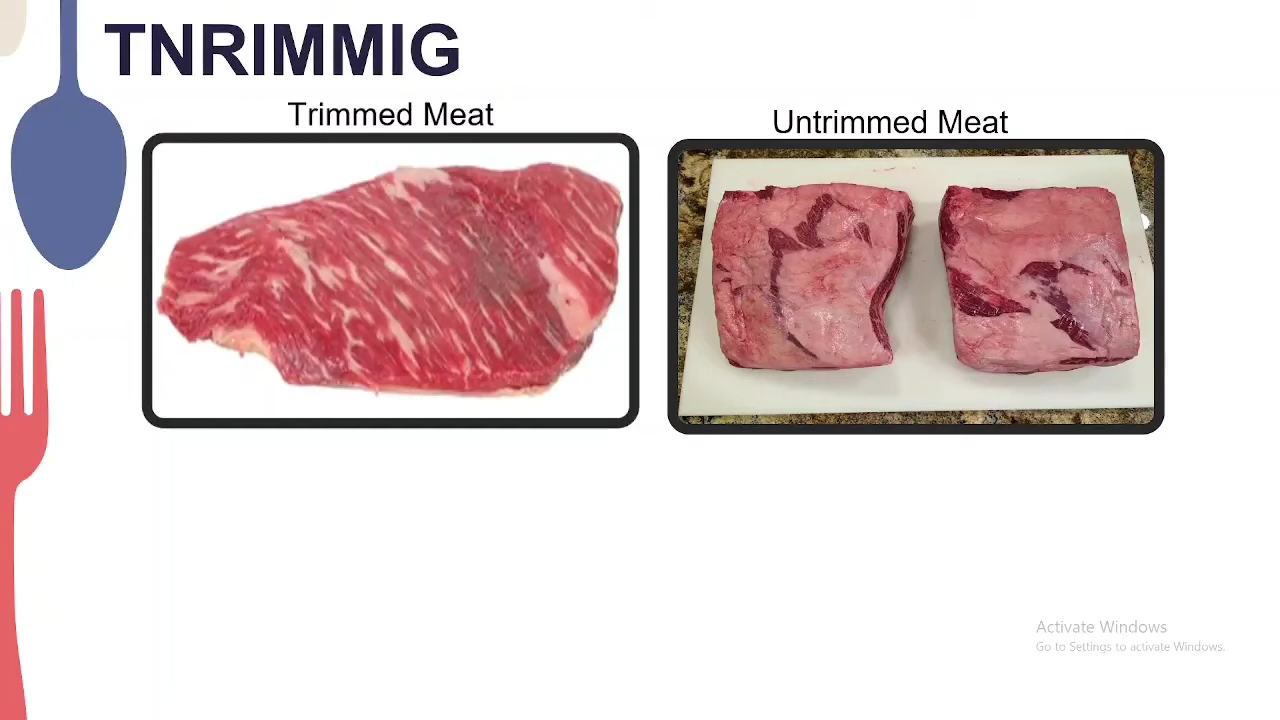 TNRIMMIG
Trimmed Meat
Untrimmed Meat
Activate Windows
Go to Settings to activate Windows.